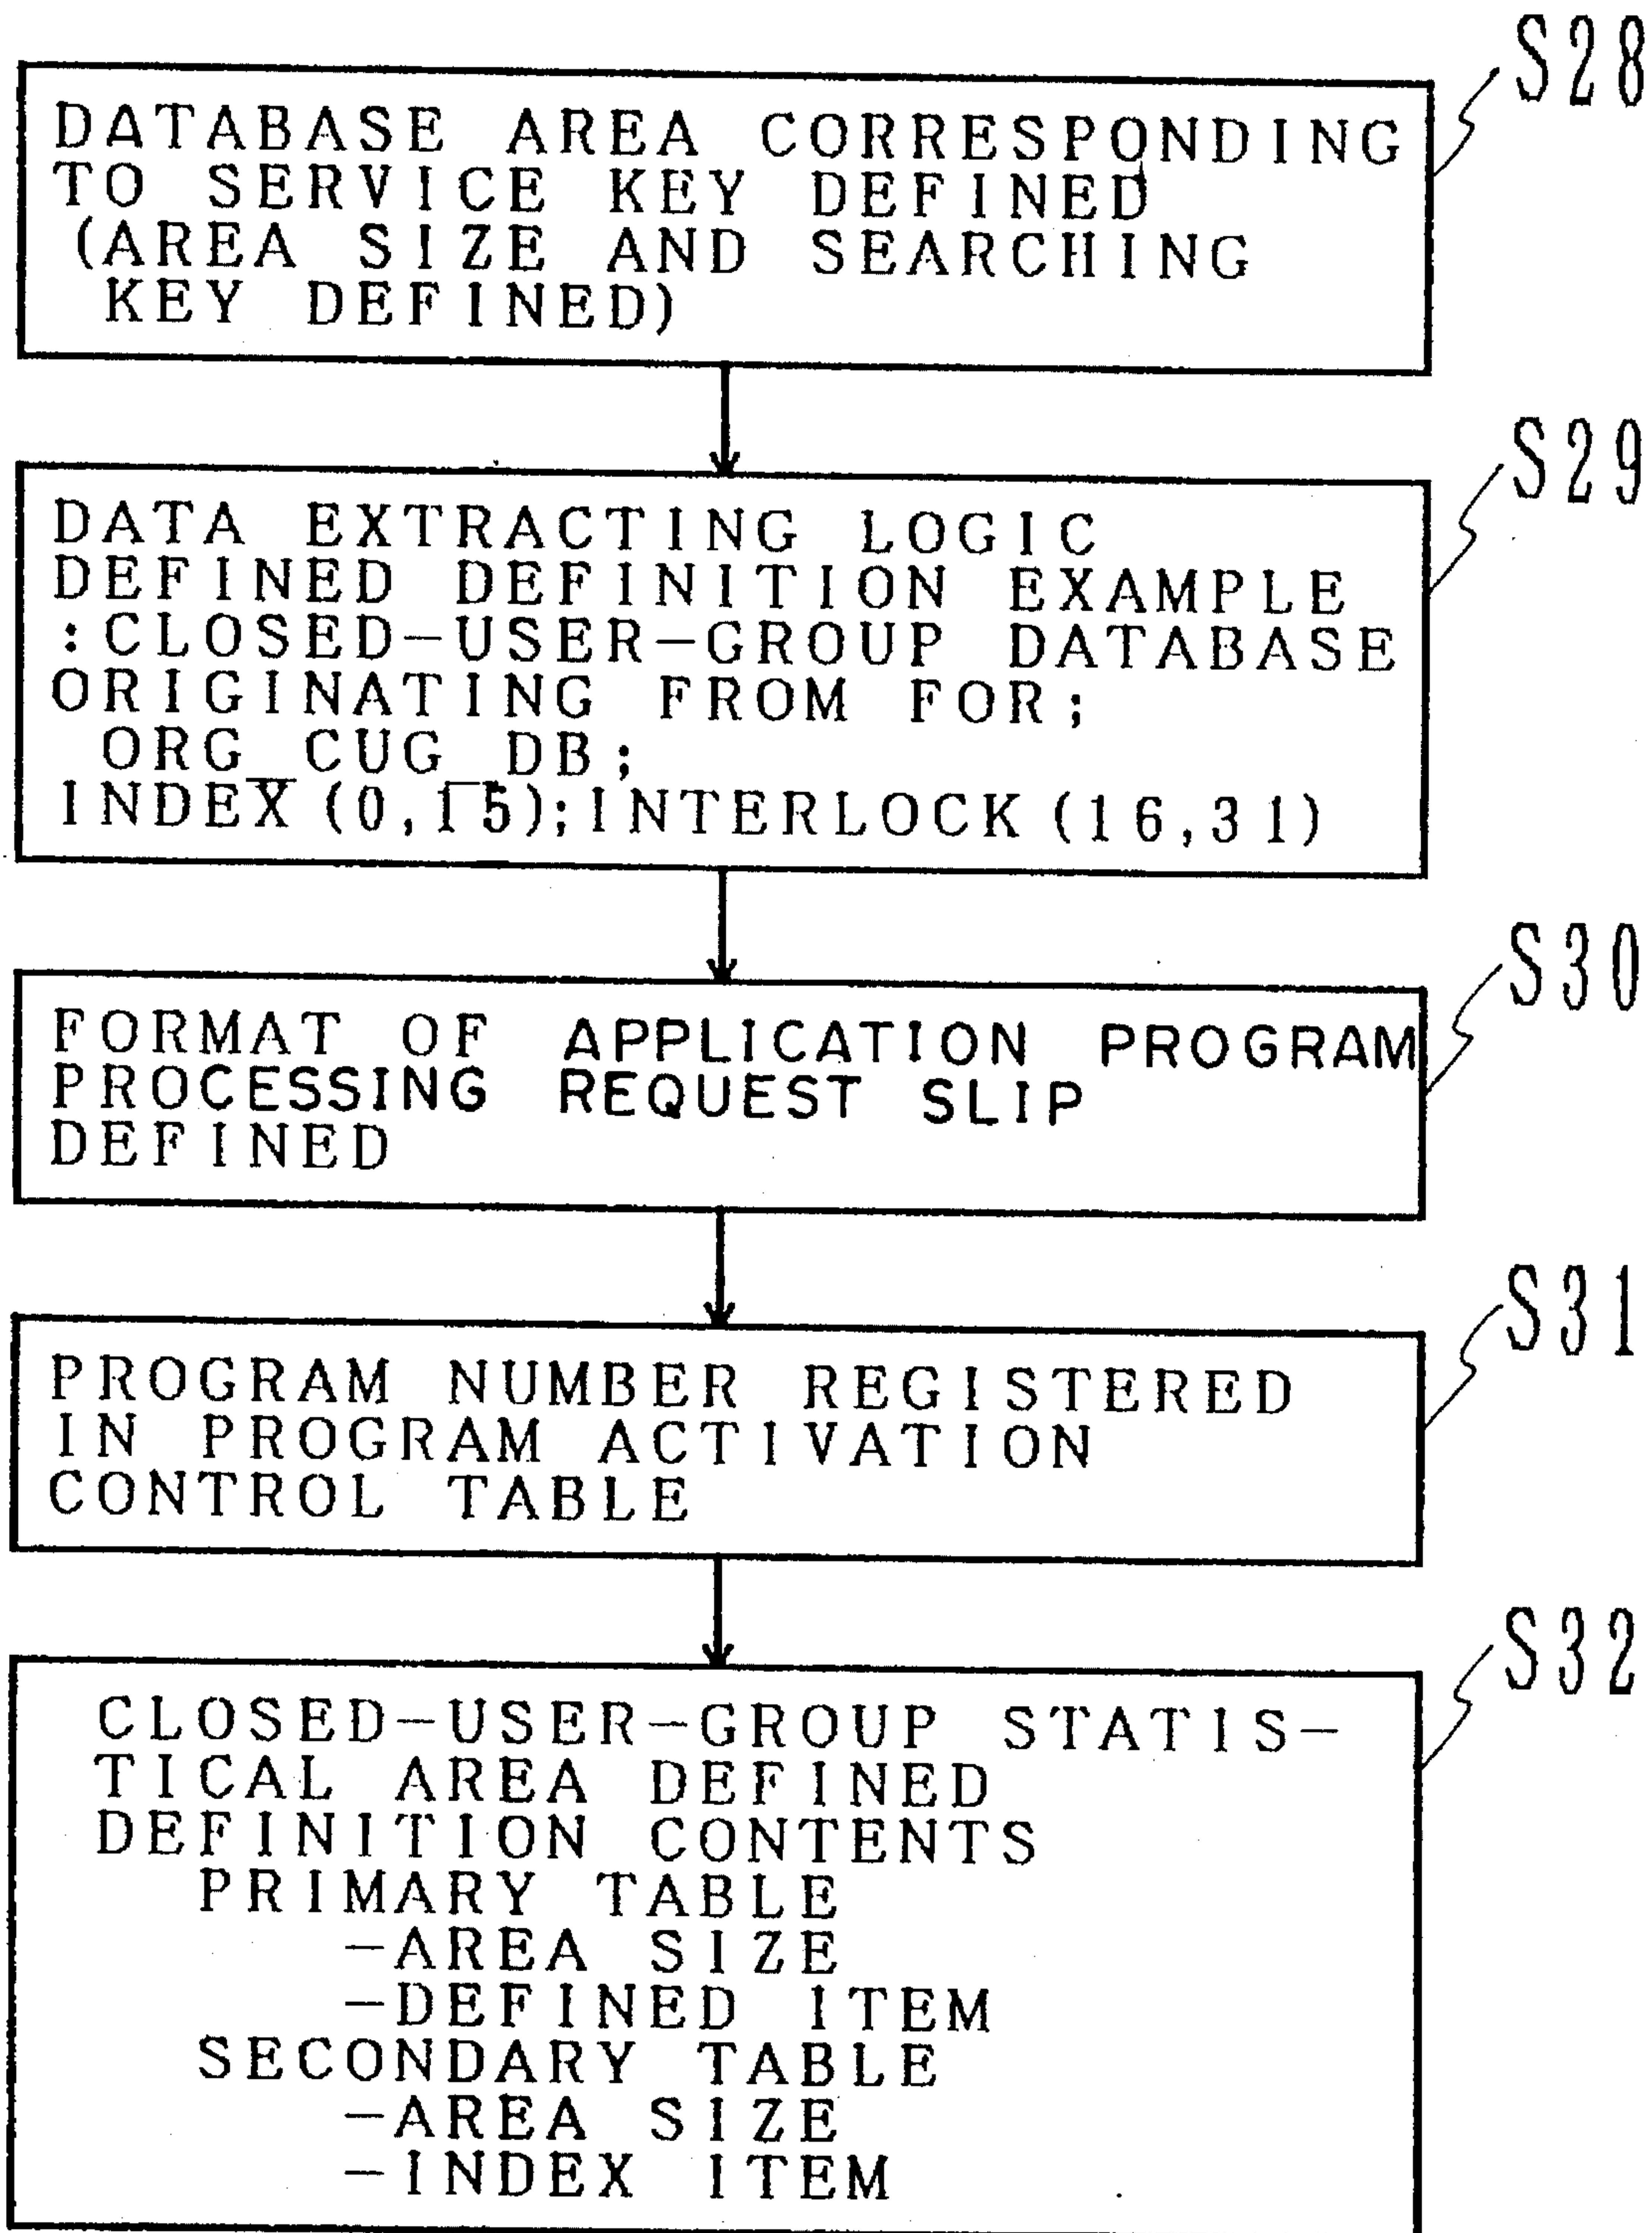 S28
DATABASE AREA CORRESPONDING
TO SERVICE KEY DEFINED
(AREA SIZE AND SEARCHING
KEY DEFINED)
S29
DATA EXTRACTING LOGIC
DEFINED DEFINITION EXAMPLE
:CLOSED-USER-GROUP DATABASE
ORIGINATING FROM FOR;
ORG_CUG_DB;
INDEX(0,15);INTERLOCK(16,31)
S30
FORMAT OF APPLICATION PROGRAM
PROCESSING REQUEST SLIP
DEFINED
S31
PROGRAM NUMBER REGISTERED
IN PROGRAM ACTIVATION
CONTROL TABLE
S32
CLOSED-USER-GROUP STATIS-
TICAL AREA DEFINED
DEFINITION CONTENTS
PRIMARY TABLE
-AREA SIZE
-DEFINED ITEM
SECONDARY TABLE
-AREA SIZE
-INDEX ITEM